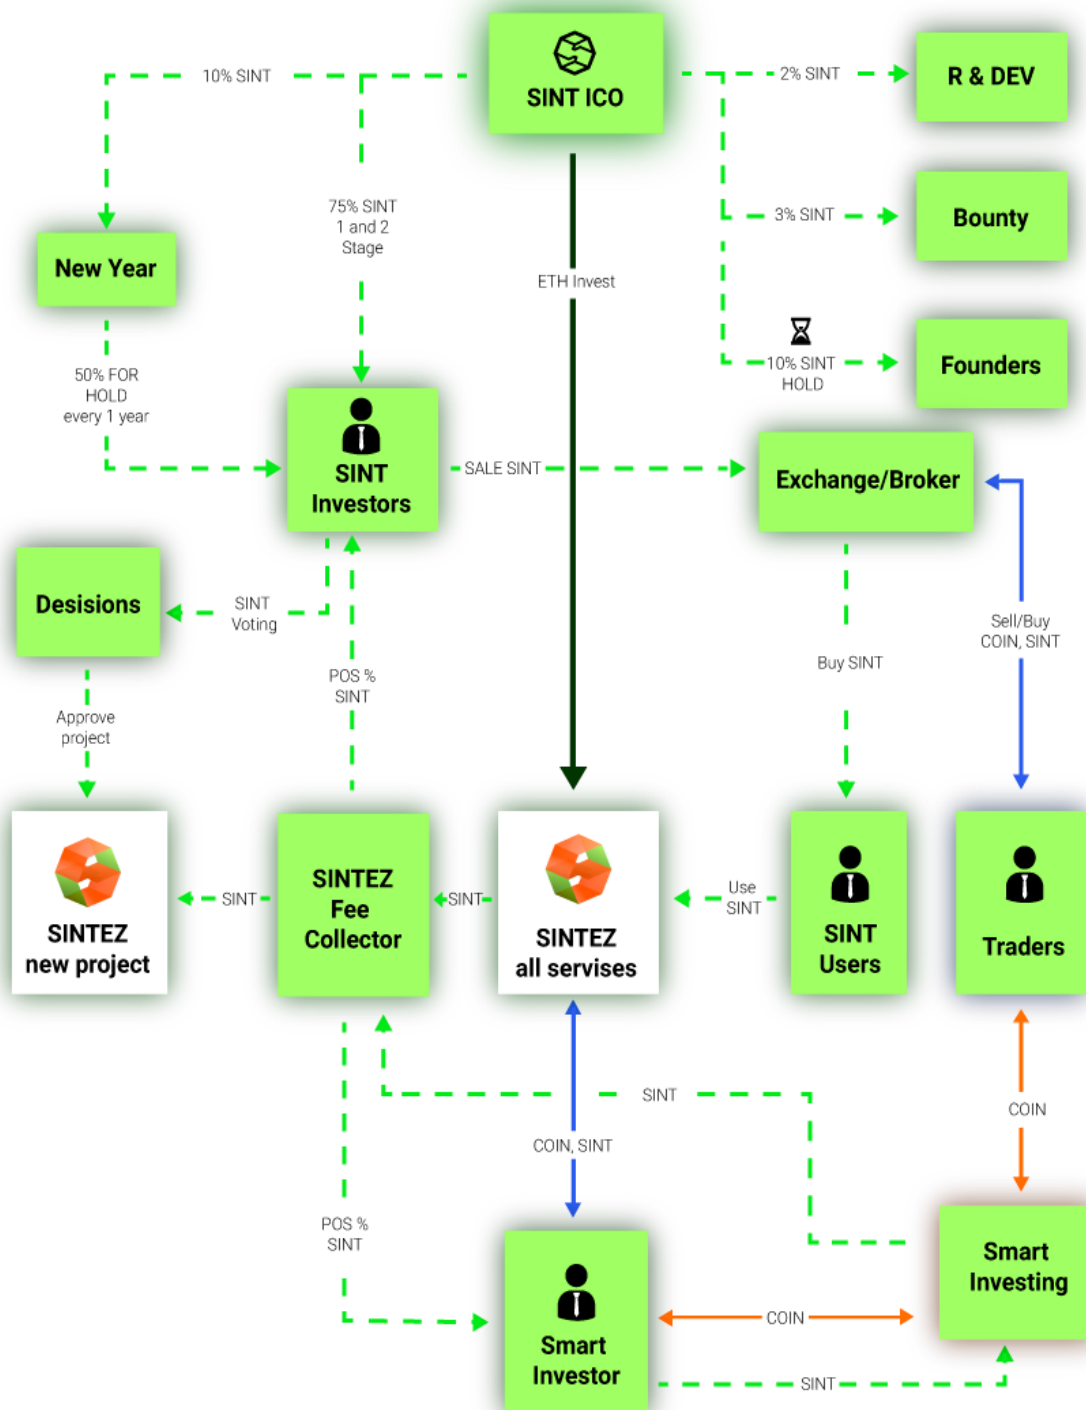 SINT ICO
10% SINT
2% SINT
R & DEV
75% SINT
1 and 2
Stage
3% SINT
Bounty
New Year
ETH Invest
10% SINT
HOLD
Founders
50% FOR
HOLD
every 1 year
SINT
Investors
SALE SINT
Exchange/Broker
Desisions
SINT
Voting
Sell/Buy
COIN, SINT
POS %
SINT
Buy SINT
Approve
project
SINTEZ
new project
SINT
SINTEZ
Fee
Collector
SINT
SINTEZ
all servises
Use
SINT
SINT
Users
Traders
SINT
COIN
COIN, SINT
POS %
SINT
Smart
Investing
Smart
Investor
COIN
SINT